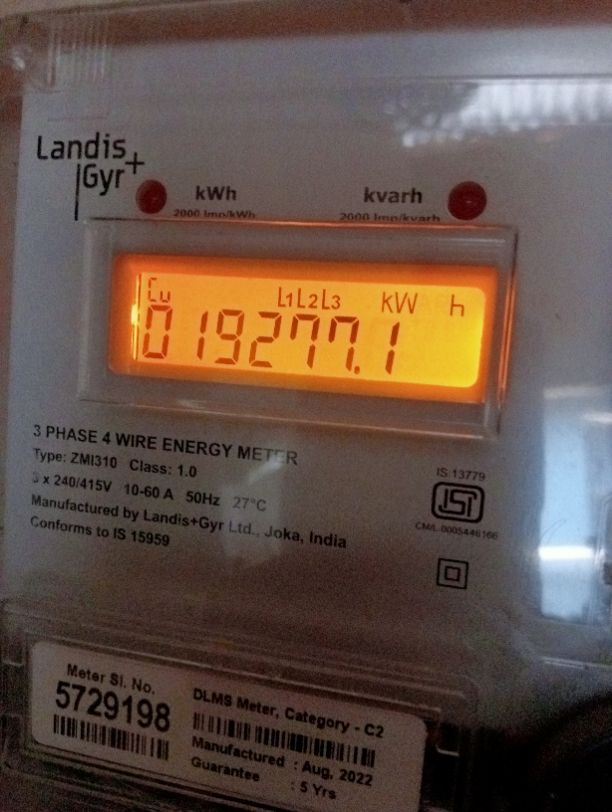 Landis+
Gyr
kWh
2000 Imp/kWh
kvarh
2000 Imp/kvarh
Cu L1L2L3 kW h
019277.1
3 PHASE 4 WIRE ENERGY METER
Type: ZMI310 Class: 1.0
3 x 240/415V 10-60 A 50Hz 27°C
Manufactured by Landis+Gyr Ltd., Joka, India
Conforms to IS 15959
IS:13779
ISI
CM/L-0005446166
Meter Sl. No.
5729198
DLMS Meter, Category - C2
Manufactured : Aug, 2022
Guarantee : 5 Yrs